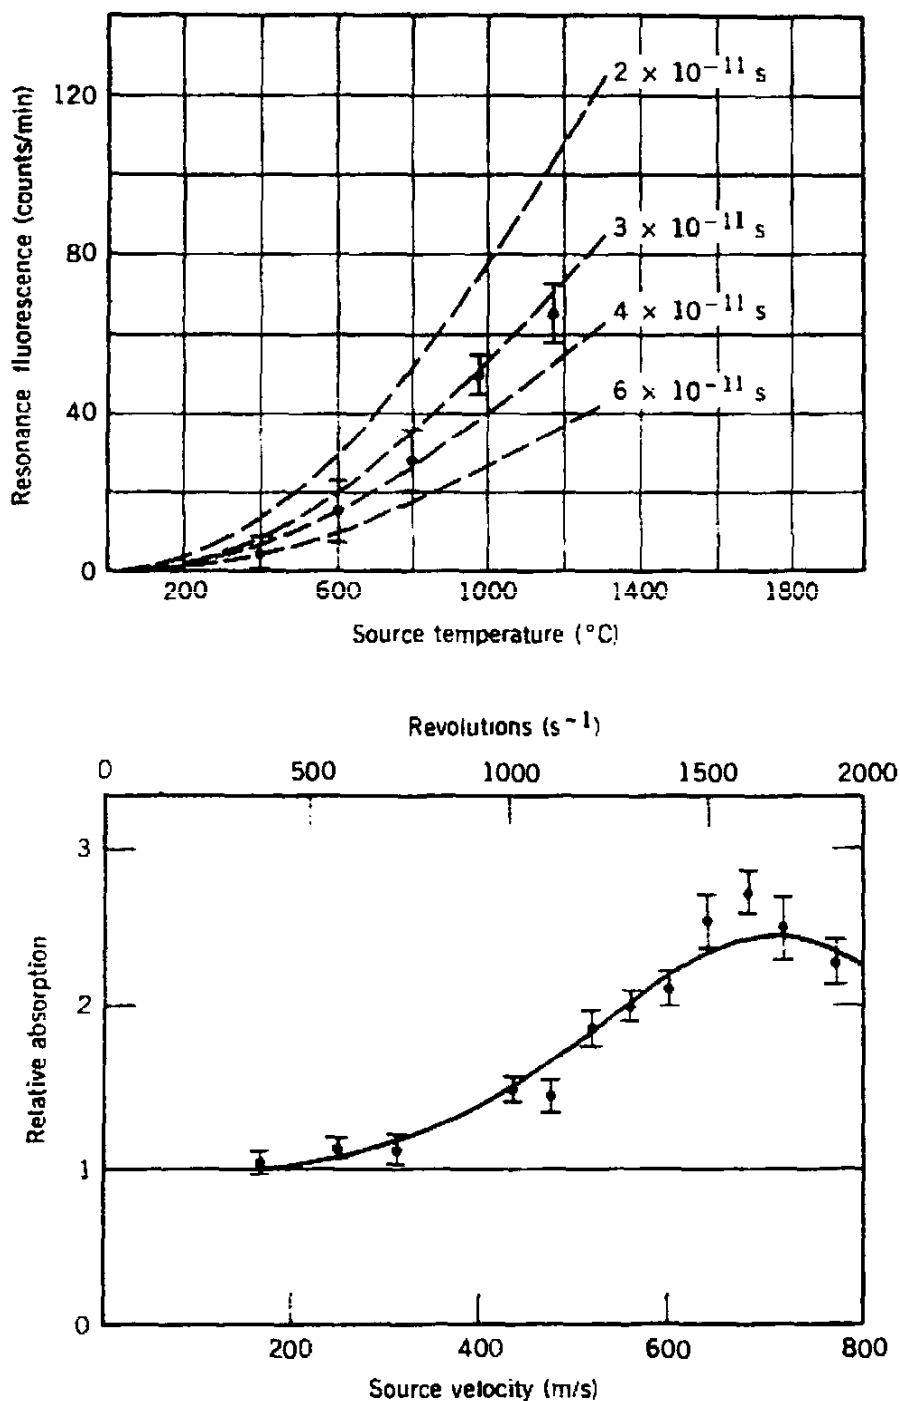 Resonance fluorescence (counts/min)
120
80
40
0
2 × 10⁻¹¹ s
3 × 10⁻¹¹ s
4 × 10⁻¹¹ s
6 × 10⁻¹¹ s
200 600 1000 1400 1800
Source temperature (°C)
Revolutions (s⁻¹)
0 500 1000 1500 2000
Relative absorption
3
2
1
0
200 400 600 800
Source velocity (m/s)